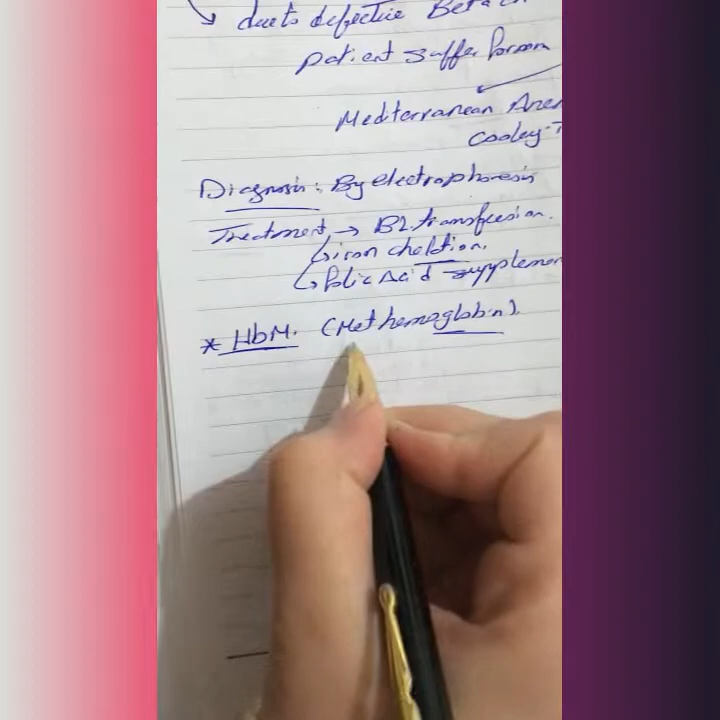 due to defective Beta
patient suffer from
Mediterranean
Cooley
Diagnosis: By electrophoresis
Treatment → Bl. transfusion.
↳ iron chelation.
↳ folic Acid supplemen
* HbM. (Methemoglobin).